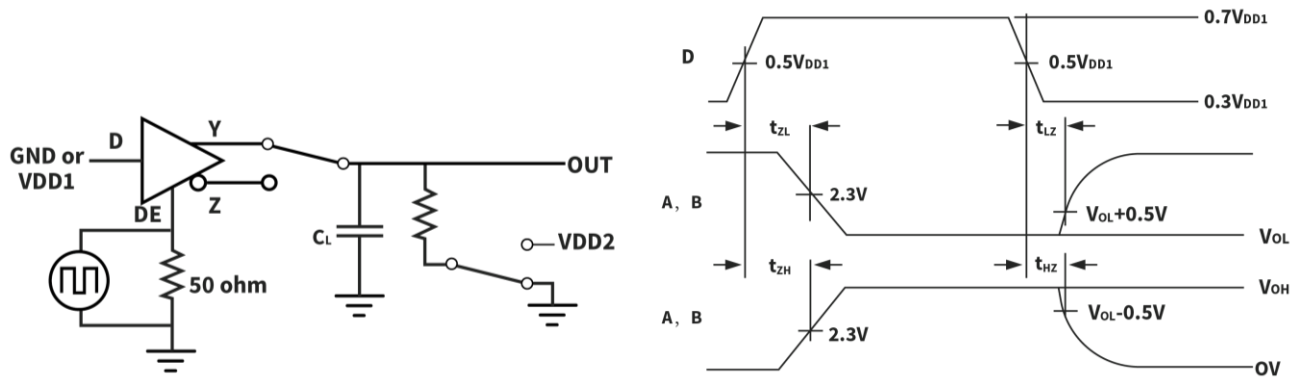 D
Y
GND or
VDD1
OUT
Z
DE
CL
VDD2
50 ohm
D
0.5VDD1
0.5VDD1
0.7VDD1
0.3VDD1
tZL
tLZ
A, B
2.3V
VOL+0.5V
VOL
tZH
tHZ
VOH
A, B
2.3V
VOL-0.5V
0V